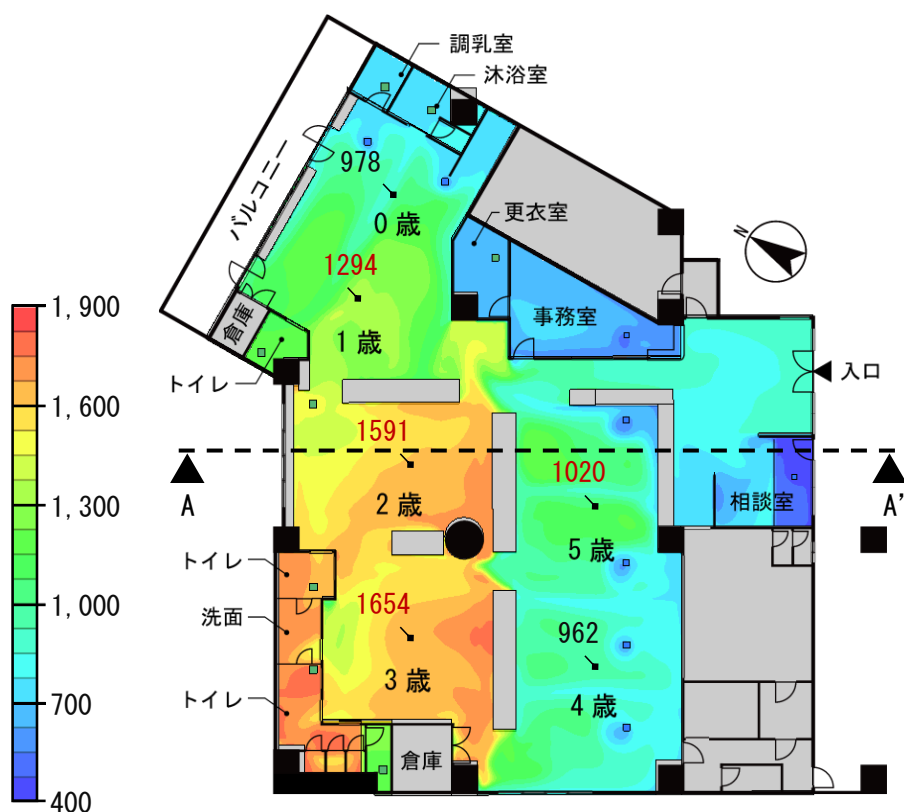 調乳室
沐浴室
978
バルコニー
0 歳
更衣室
N
1294
1,900
倉庫
事務室
1 歳
入口
トイレ
1,600
1591
A
A'
1020
2 歳
相談室
1,300
5 歳
トイレ
1654
1,000
洗面
962
3 歳
トイレ
4 歳
700
倉庫
400